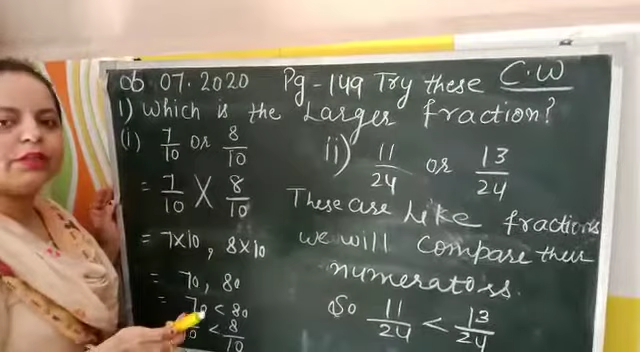 06.07.2020 Pg-149 Try these C.W
1) Which is the Larger fraction?
(i) 7/10 or 8/10
= 7/10 X 8/10
= 7x10, 8x10
= 70, 80
= 70 < 80
< 8/10
ii) 11/24 or 13/24
These are Like fractions
we will compare their
numerators.
So 11/24 < 13/24